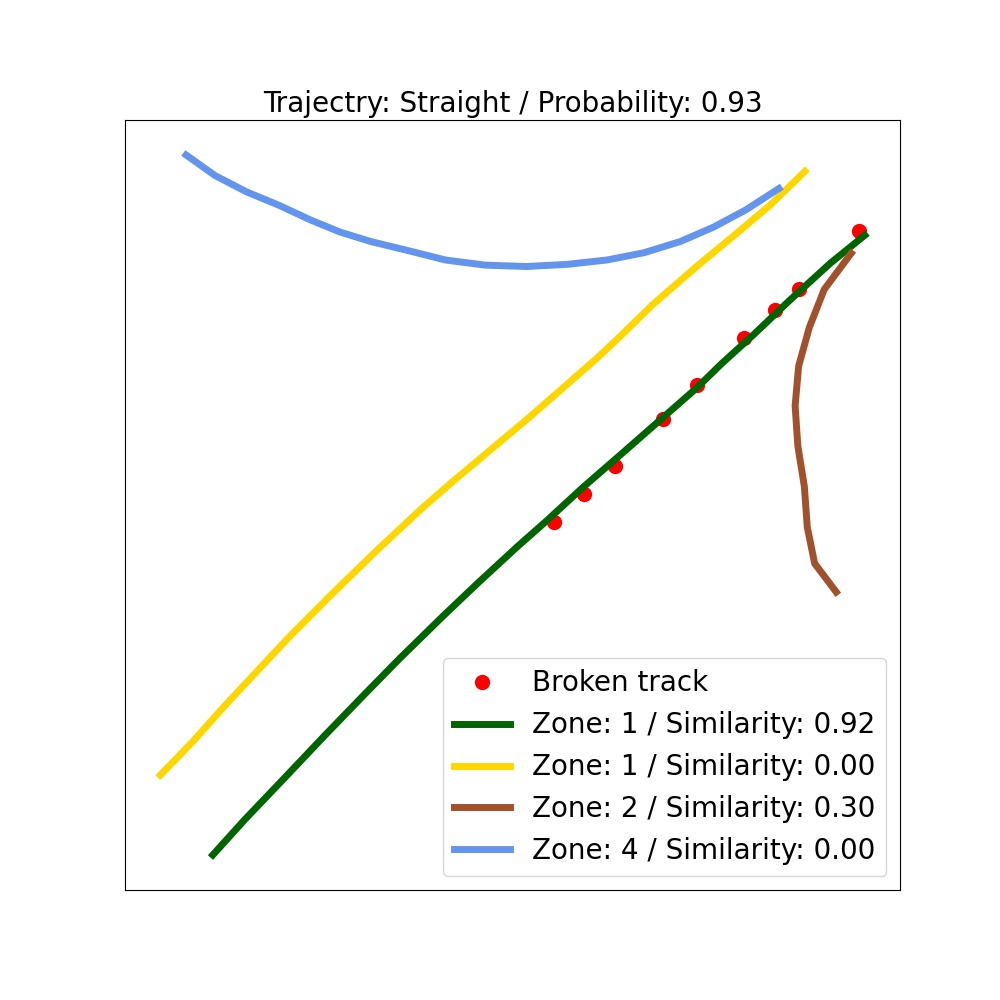 Trajectry: Straight / Probability: 0.93
Broken track
Zone: 1 / Similarity: 0.92
Zone: 1 / Similarity: 0.00
Zone: 2 / Similarity: 0.30
Zone: 4 / Similarity: 0.00